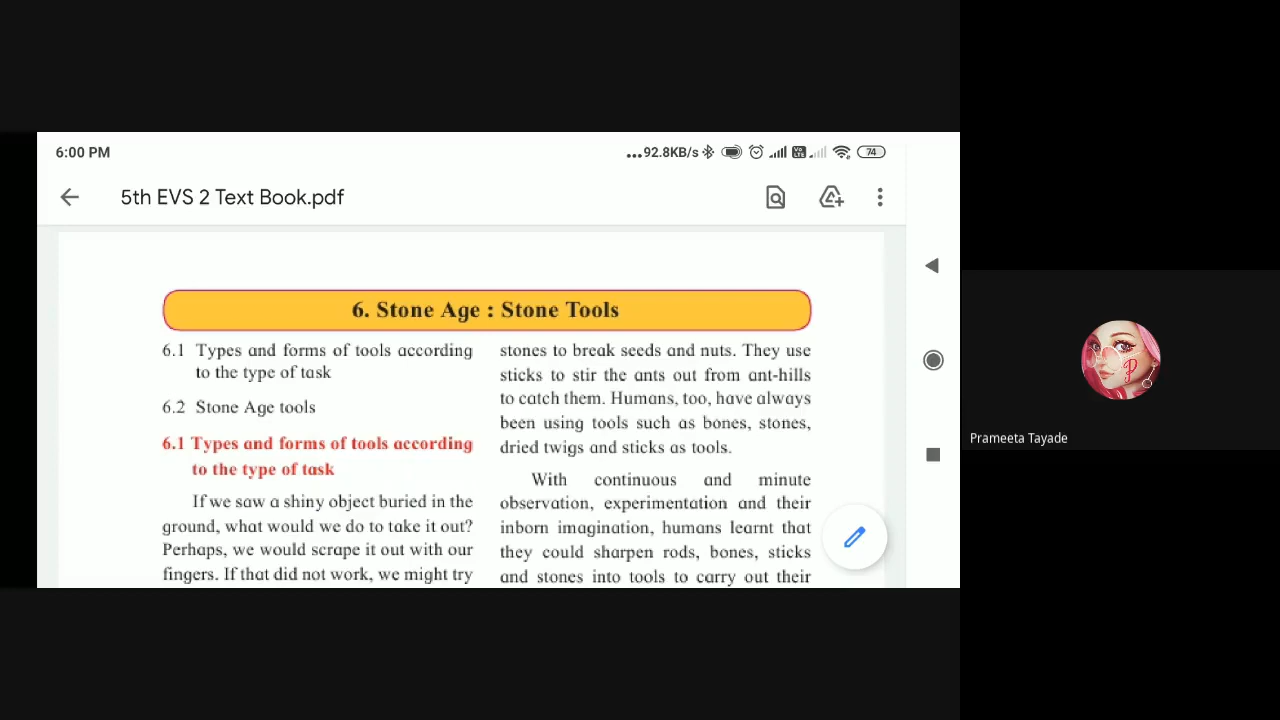 6:00 PM
...92.8KB/s
74
5th EVS 2 Text Book.pdf
6. Stone Age : Stone Tools
6.1 Types and forms of tools according
to the type of task
6.2 Stone Age tools
6.1 Types and forms of tools according
to the type of task
If we saw a shiny object buried in the
ground, what would we do to take it out?
Perhaps, we would scrape it out with our
fingers. If that did not work, we might try
stones to break seeds and nuts. They use
sticks to stir the ants out from ant-hills
to catch them. Humans, too, have always
been using tools such as bones, stones,
dried twigs and sticks as tools.
With continuous and minute
observation, experimentation and their
inborn imagination, humans learnt that
they could sharpen rods, bones, sticks
and stones into tools to carry out their
P
Prameeta Tayade